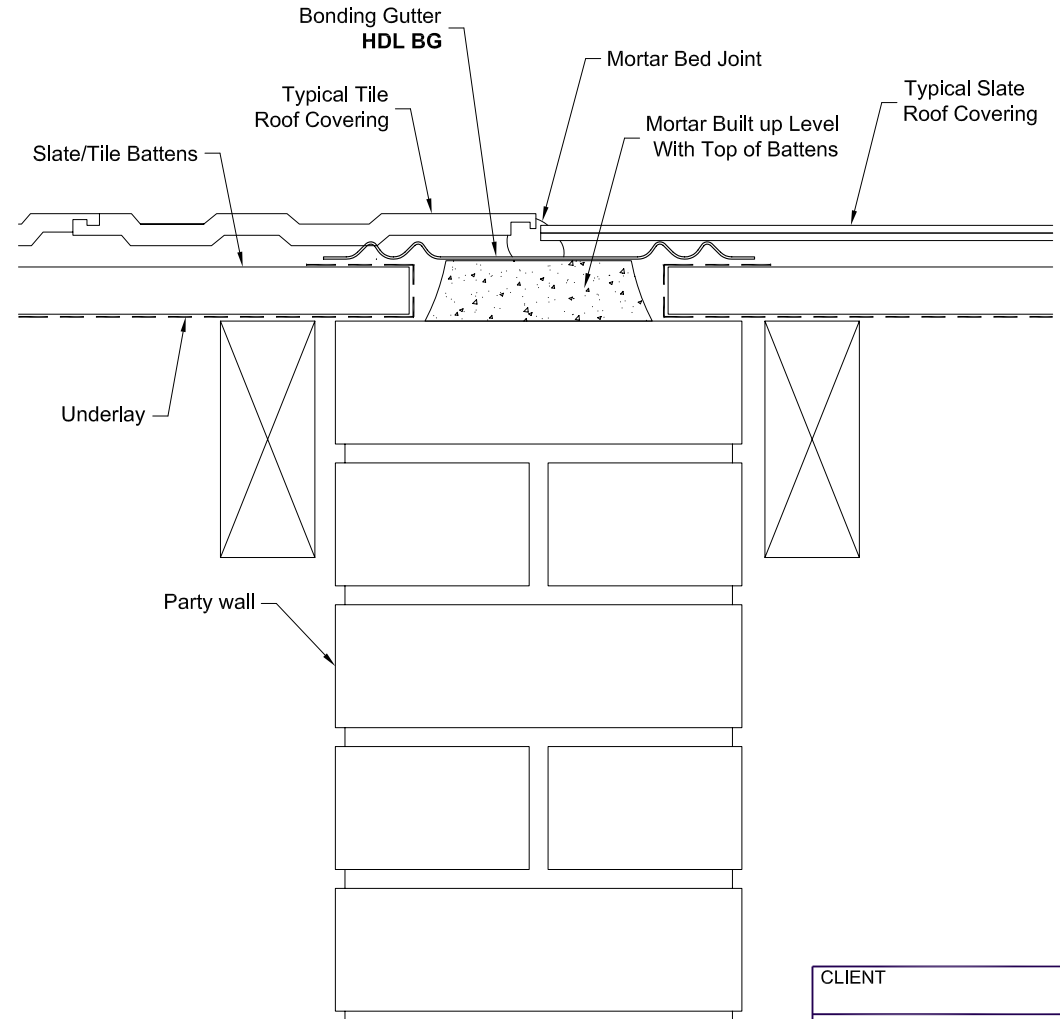 Bonding Gutter
HDL BG
Mortar Bed Joint
Typical Tile
Roof Covering
Typical Slate
Roof Covering
Mortar Built up Level
With Top of Battens
Slate/Tile Battens
Underlay
Party wall
CLIENT